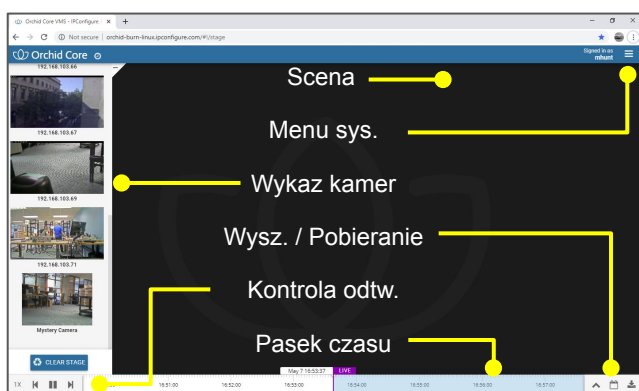 Orchid Core VMS - IPConfigure
Not secure | orchid-burn-linux.ipconfigure.com/#!/stage
Orchid Core
Signed in as
mhunt
192.168.103.66
192.168.103.67
192.168.103.69
192.168.103.71
Mystery Camera
Scena
Menu sys.
Wykaz kamer
Wysz. / Pobieranie
Kontrola odtw.
Pasek czasu
CLEAR STAGE
May 7 16:53:37
LIVE
1X
16:51:00
16:52:00
16:53:00
16:54:00
16:55:00
16:56:00
16:57:00